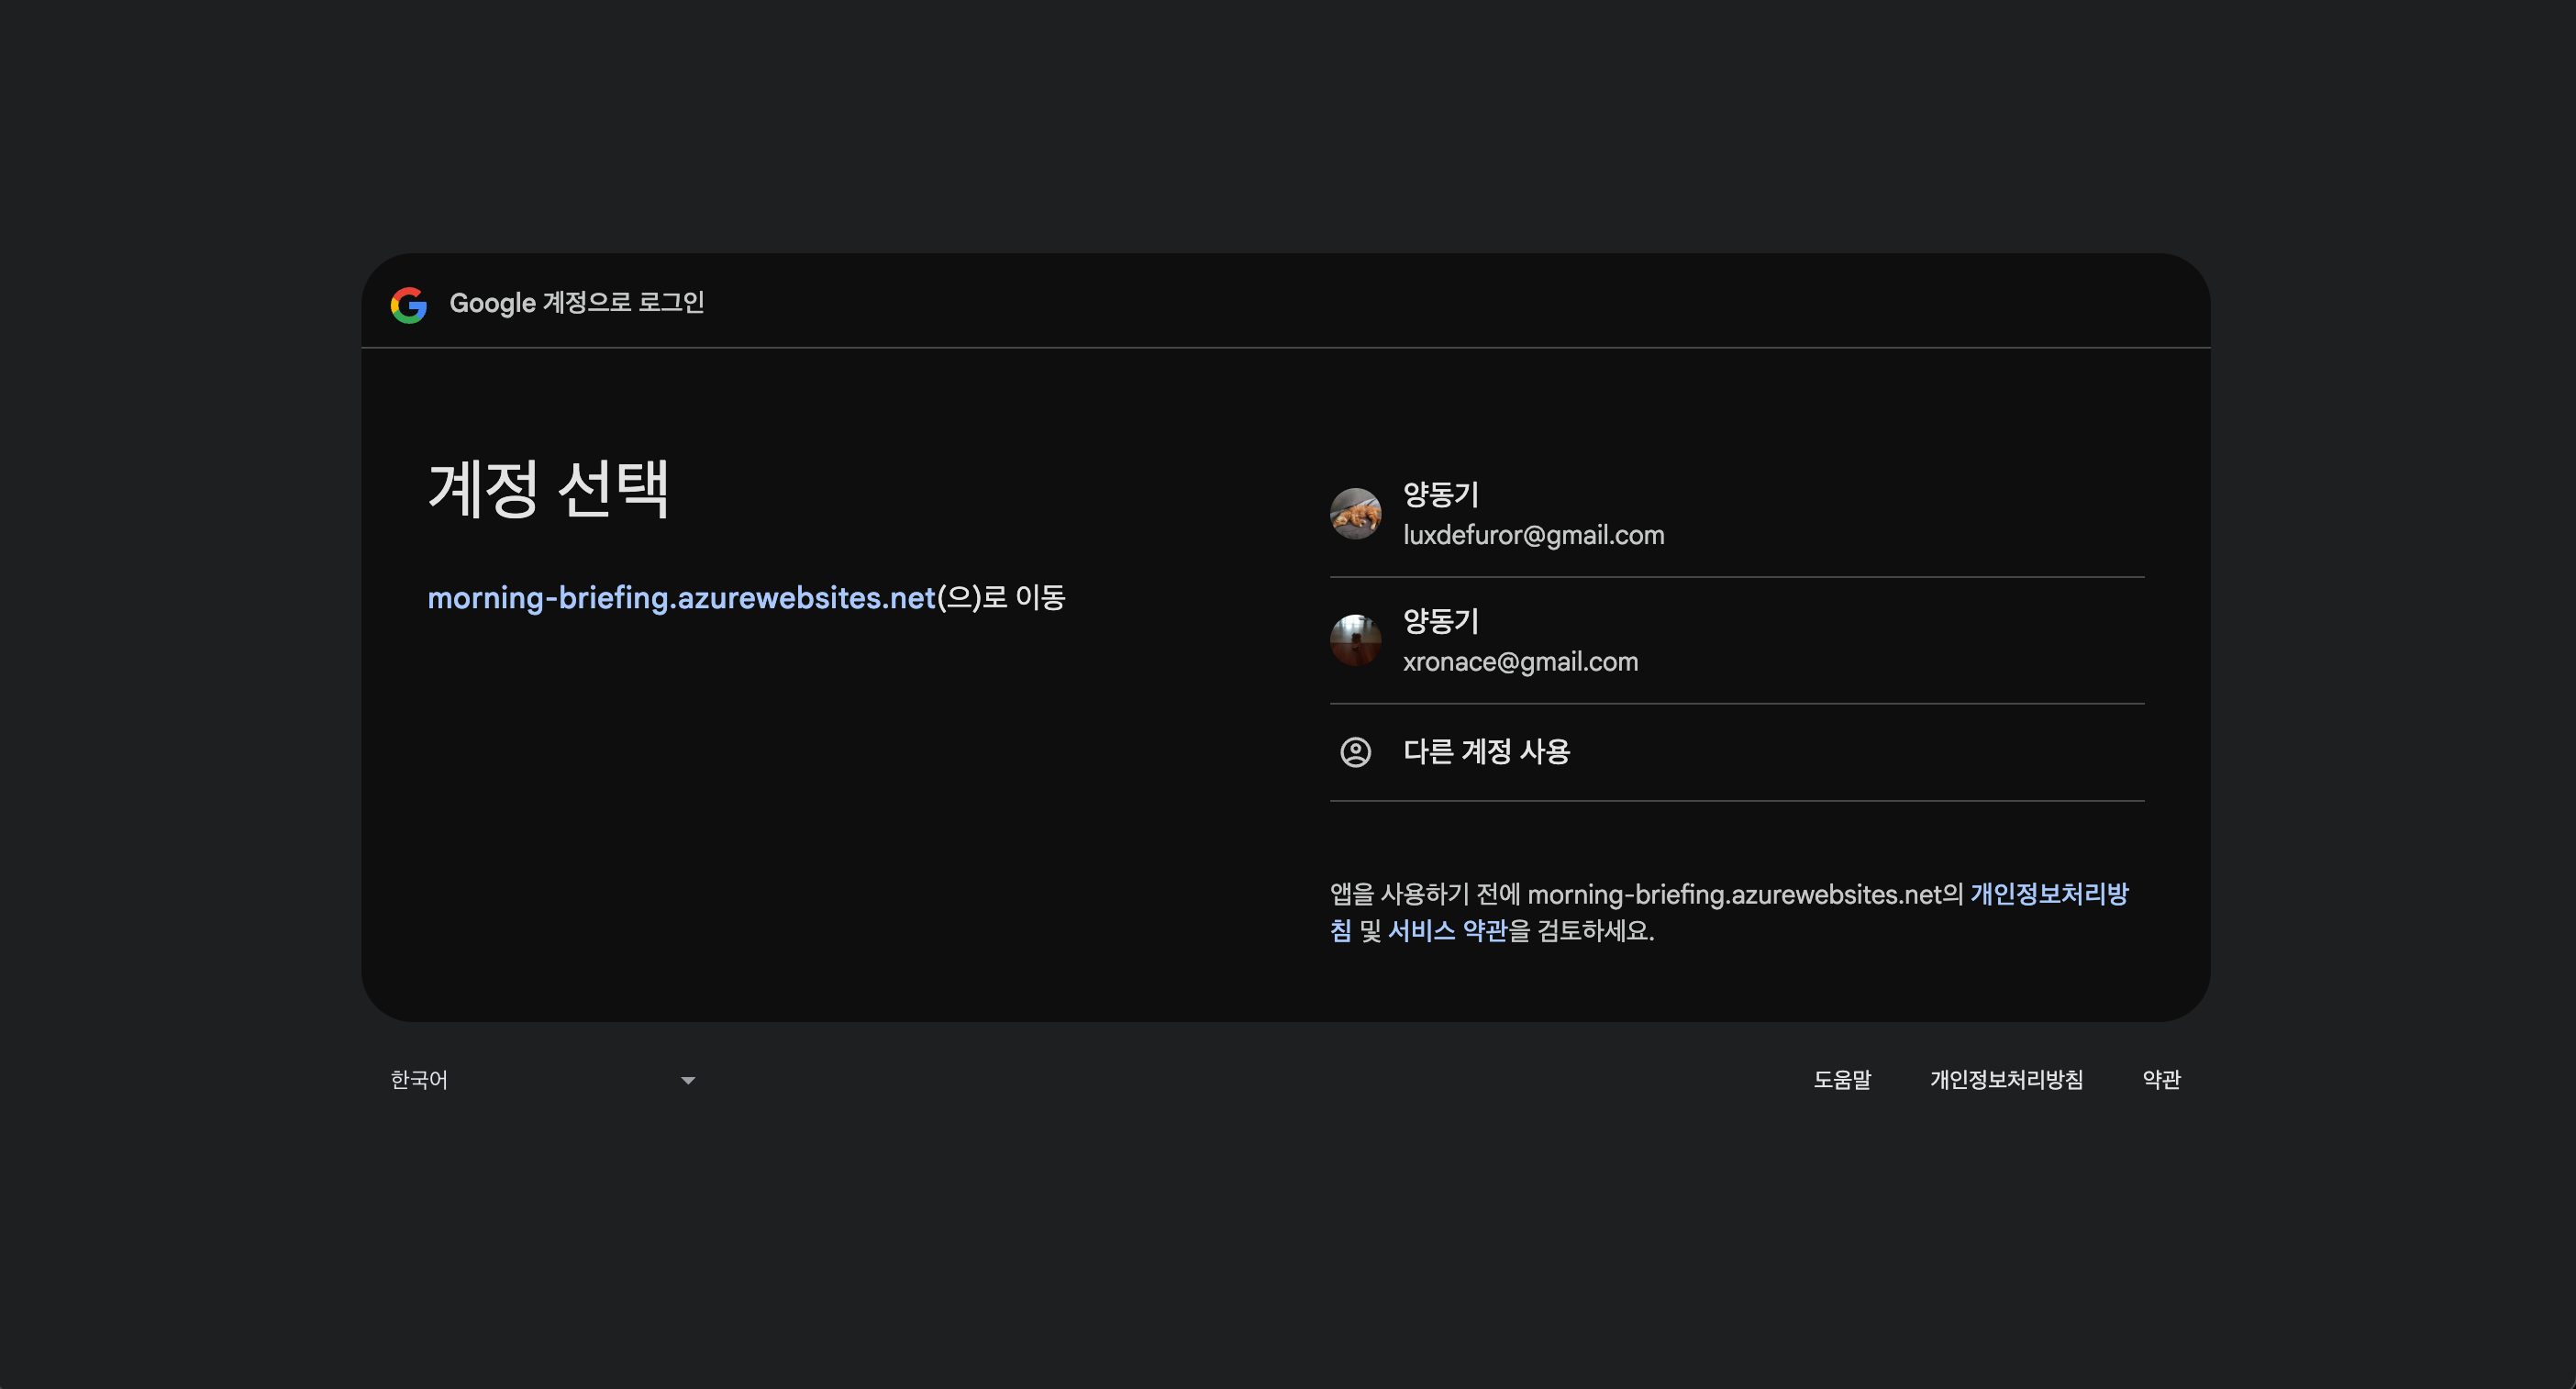 Google 계정으로 로그인
계정 선택
morning-briefing.azurewebsites.net(으)로 이동
양동기
luxdefuror@gmail.com
양동기
xronace@gmail.com
다른 계정 사용
앱을 사용하기 전에 morning-briefing.azurewebsites.net의 개인정보처리방
침 및 서비스 약관을 검토하세요.
한국어
도움말 개인정보처리방침 약관